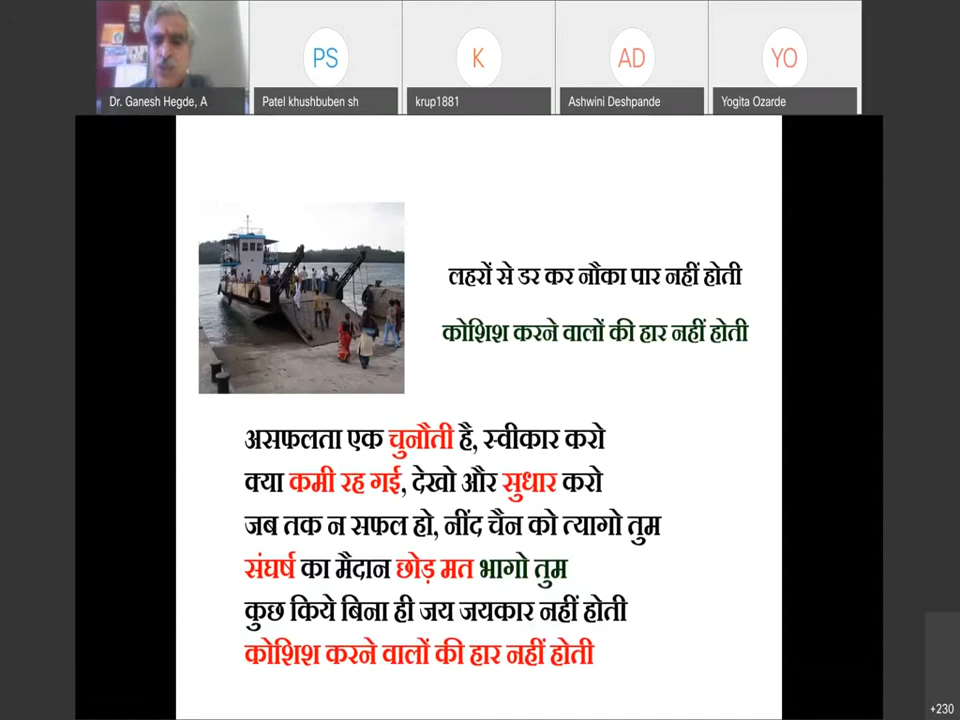 PS
K
AD
YO
Dr. Ganesh Hegde, A
Patel khushbuben sh
krup1881
Ashwini Deshpande
Yogita Ozarde
लहरों से डर कर नौका पार नहीं होती
कोशिश करने वालों की हार नहीं होती
असफलता एक चुनौती है, स्वीकार करो
क्या कमी रह गई, देखो और सुधार करो
जब तक न सफल हो, नींद चैन को त्यागो तुम
संघर्ष का मैदान छोड़ मत भागो तुम
कुछ किये बिना ही जय जयकार नहीं होती
कोशिश करने वालों की हार नहीं होती
+230